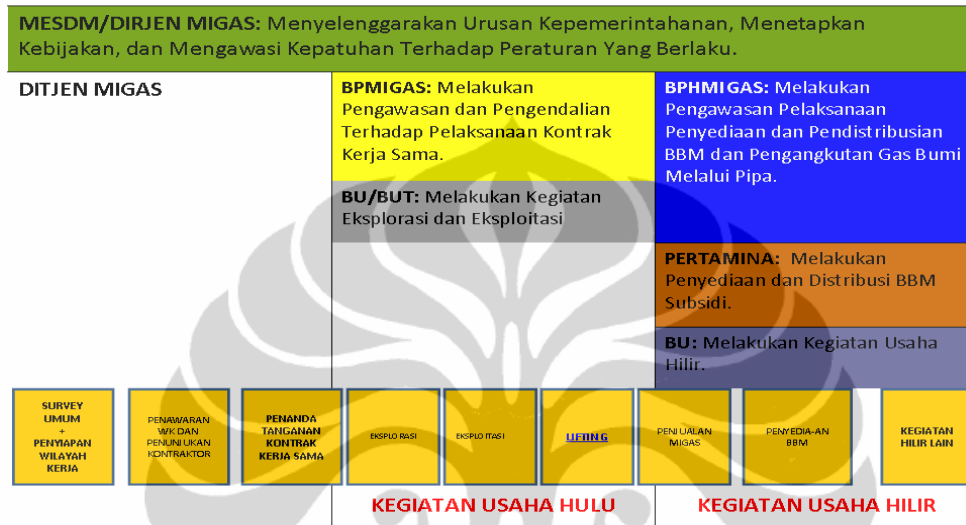 MESDM/DIRJEN MIGAS: Menyelenggarakan Urusan Kepemerintahanan, Menetapkan
Kebijakan, dan Mengawasi Kepatuhan Terhadap Peraturan Yang Berlaku.
DITJEN MIGAS
BPMIGAS: Melakukan
Pengawasan dan Pengendalian
Terhadap Pelaksanaan Kontrak
Kerja Sama.
BU/BUT: Melakukan Kegiatan
Eksplorasi dan Eksploitasi
BPHMIGAS: Melakukan
Pengawasan Pelaksanaan
Penyediaan dan Pendistribusian
BBM dan Pengangkutan Gas Bumi
Melalui Pipa.
PERTAMINA: Melakukan
Penyediaan dan Distribusi BBM
Subsidi.
BU: Melakukan Kegiatan Usaha
Hilir.
SURVEY
UMUM
+
PENYIAPAN
WILAYAH
KERJA
PENAWARAN
WK DAN
PENUNJUKAN
KONTRAKTOR
PENANDA
TANGANAN
KONTRAK
KERJA SAMA
EKSPLORASI
EKSPLOITASI
LIFTING
PENJUALAN
MIGAS
PENYEDIA-AN
BBM
KEGIATAN
HILIR LAIN
KEGIATAN USAHA HULU
KEGIATAN USAHA HILIR